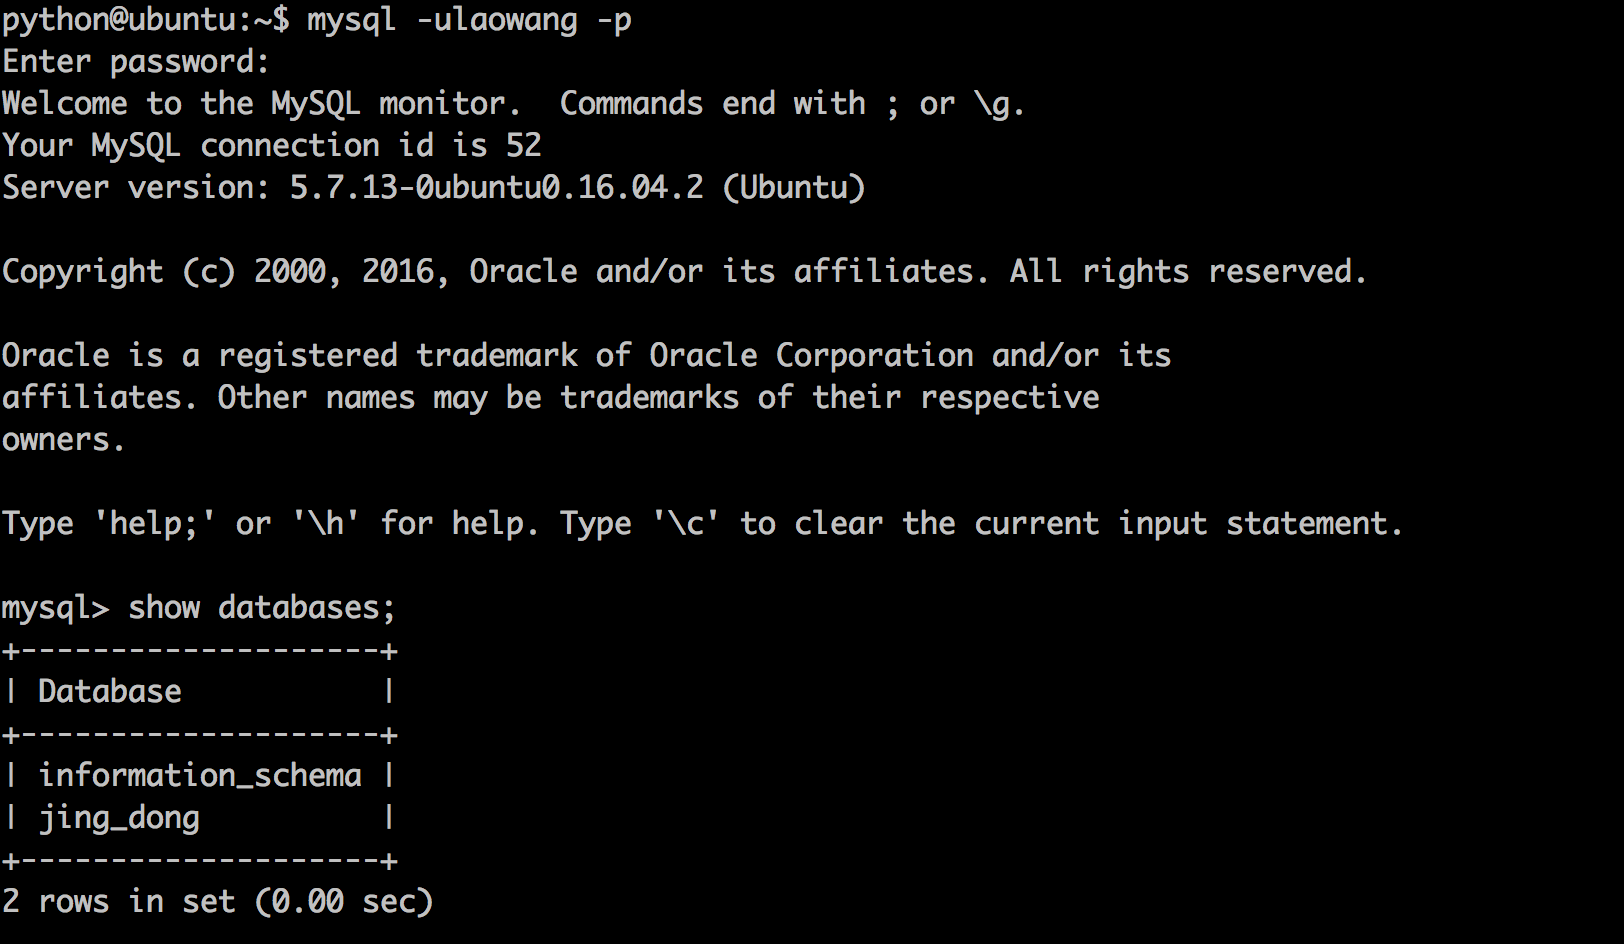 python@ubuntu:~$ mysql -ulaowang -p
Enter password:
Welcome to the MySQL monitor.  Commands end with ; or \g.
Your MySQL connection id is 52
Server version: 5.7.13-0ubuntu0.16.04.2 (Ubuntu)

Copyright (c) 2000, 2016, Oracle and/or its affiliates. All rights reserved.

Oracle is a registered trademark of Oracle Corporation and/or its
affiliates. Other names may be trademarks of their respective
owners.

Type 'help;' or '\h' for help. Type '\c' to clear the current input statement.

mysql> show databases;
+--------------------+
| Database           |
+--------------------+
| information_schema |
| jing_dong          |
+--------------------+
2 rows in set (0.00 sec)